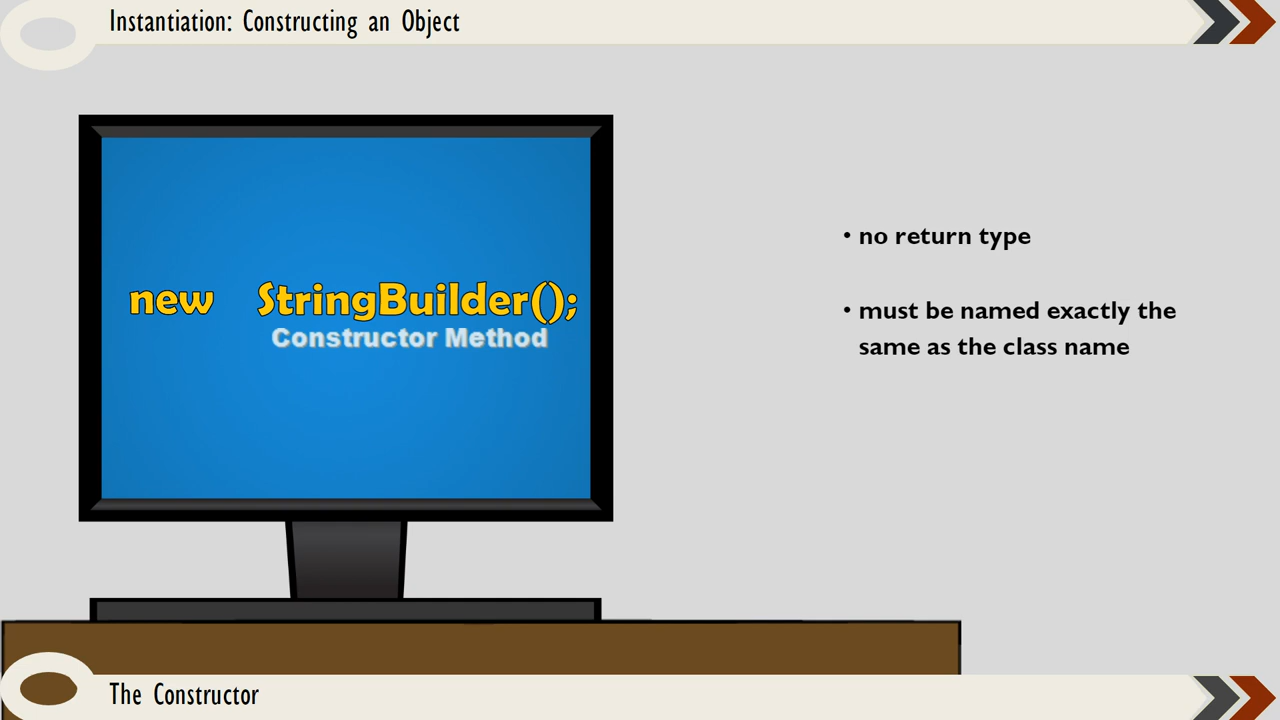 Instantiation: Constructing an Object
new StringBuilder();
Constructor Method
• no return type
• must be named exactly the
same as the class name
The Constructor